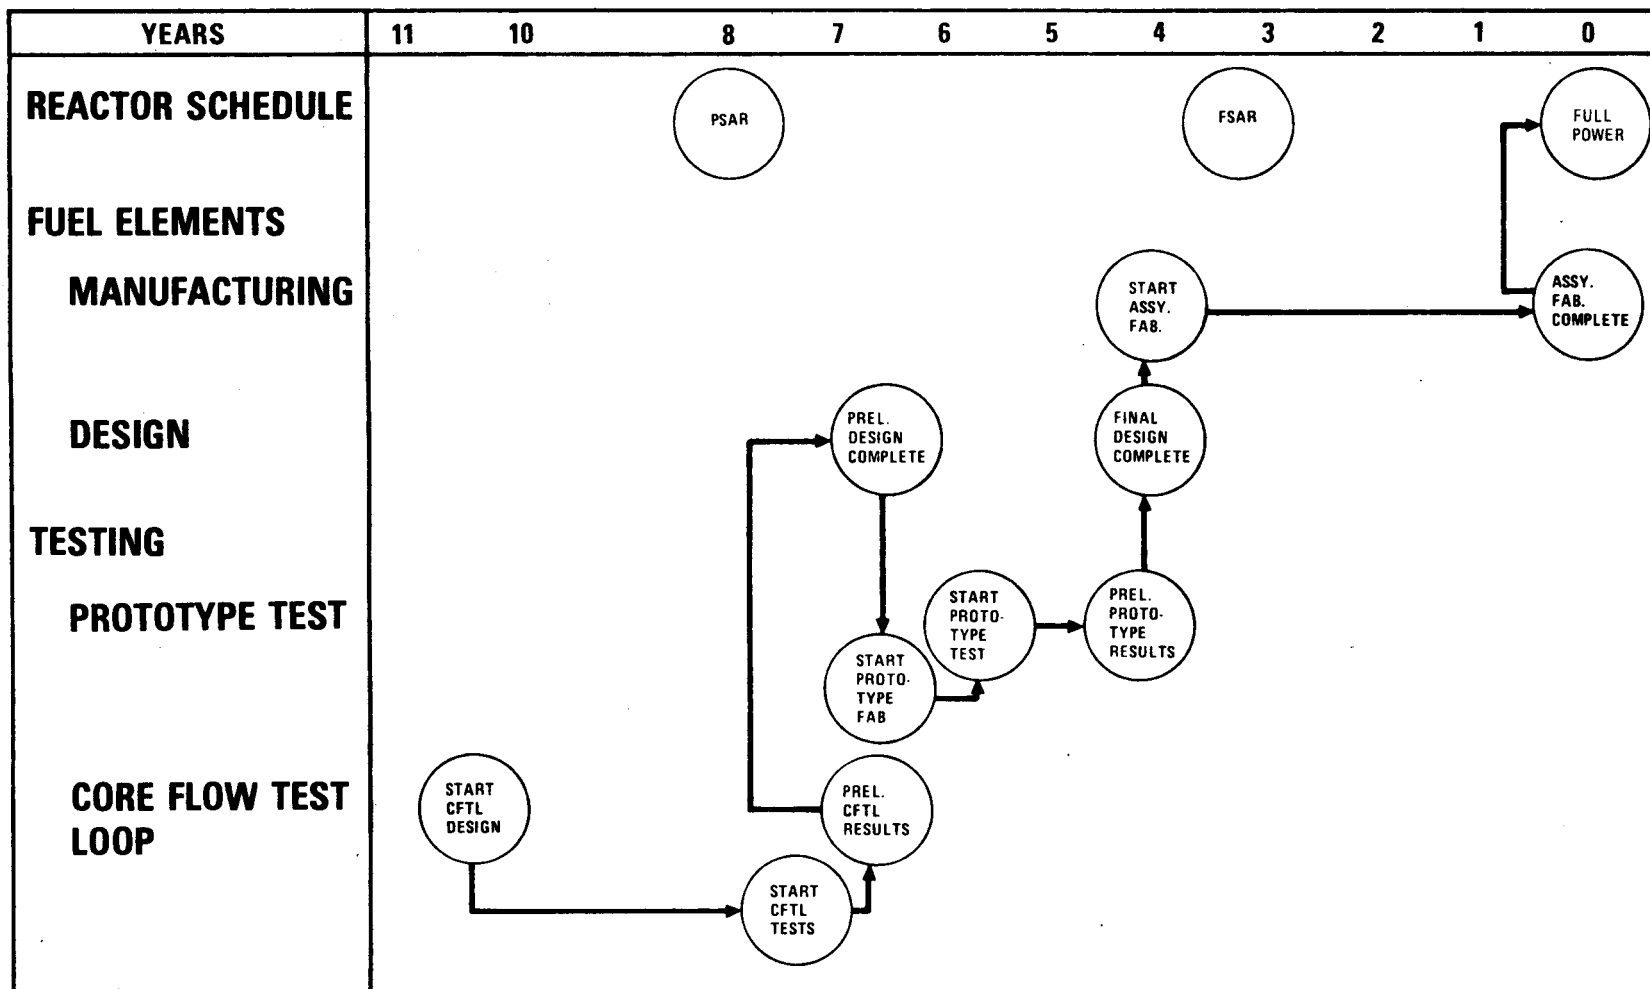 YEARS 11 10 8 7 6 5 4 3 2 1 0
REACTOR SCHEDULE
PSAR
FSAR
FULL
POWER
FUEL ELEMENTS
MANUFACTURING
START
ASSY.
FAB.
ASSY.
FAB.
COMPLETE
DESIGN
PREL.
DESIGN
COMPLETE
FINAL
DESIGN
COMPLETE
TESTING
PROTOTYPE TEST
START
PROTO-
TYPE
FAB
START
PROTO-
TYPE
TEST
PREL.
PROTO-
TYPE
RESULTS
CORE FLOW TEST
LOOP
START
CFTL
DESIGN
START
CFTL
TESTS
PREL.
CFTL
RESULTS